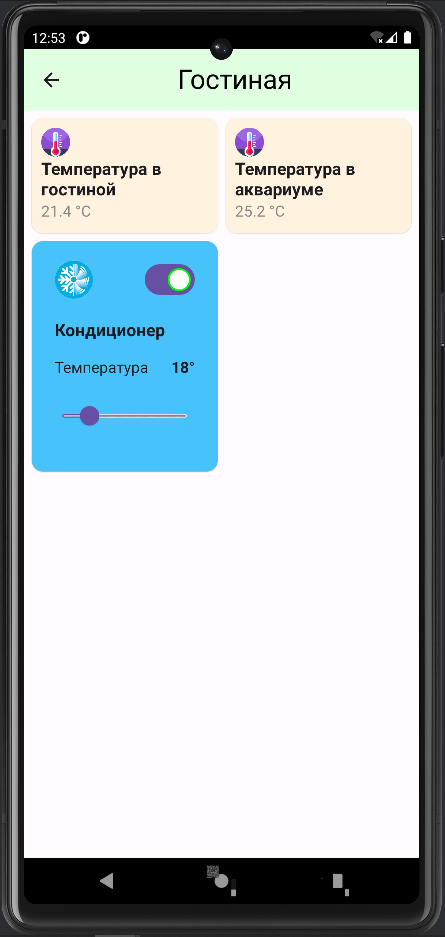 12:53
Гостиная
Температура в
гостиной
21.4 °C
Температура в
аквариуме
25.2 °C
Кондиционер
Температура 18°